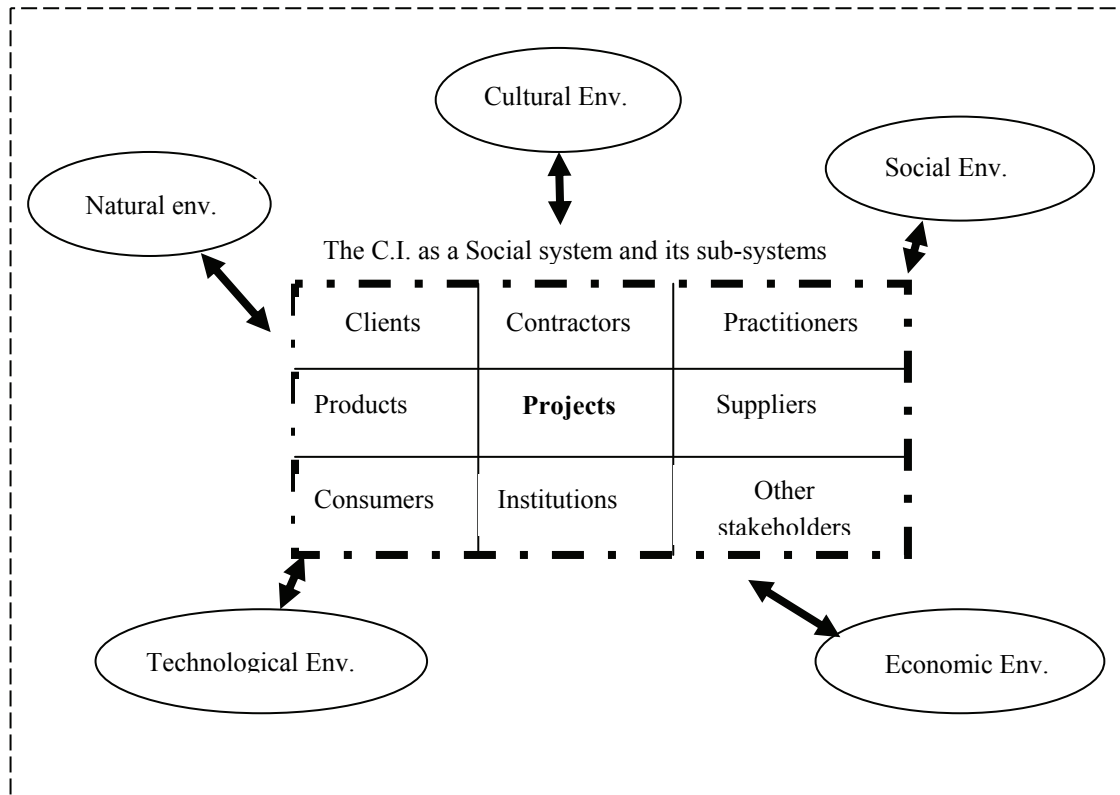 Cultural Env.
Social Env.
Natural env.
The C.I. as a Social system and its sub-systems
Clients
Contractors
Practitioners
Products
Projects
Suppliers
Consumers
Institutions
Other
stakeholders
Technological Env.
Economic Env.